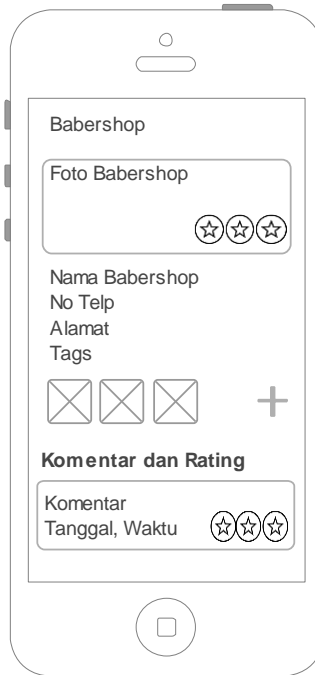 Babershop
Foto Babershop
Nama Babershop
No Telp
Alamat
Tags
Komentar dan Rating
Komentar
Tanggal, Waktu